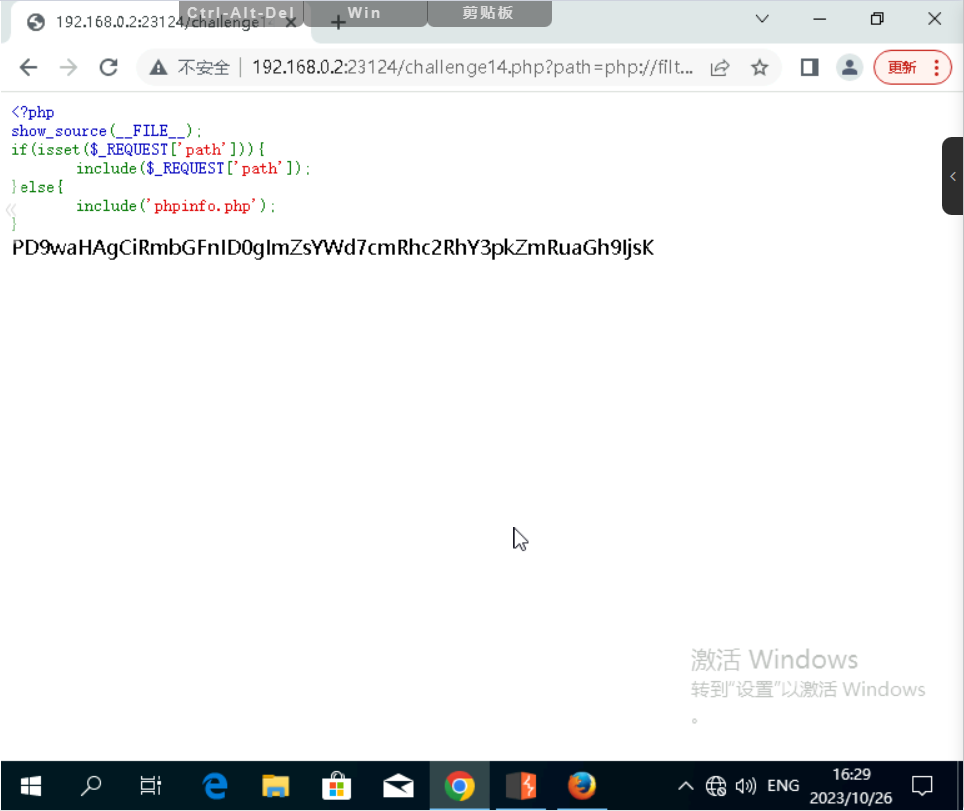 Ctrl-Alt-Del Win 剪贴板
192.168.0.2:23124/challenge14
不安全 192.168.0.2:23124/challenge14.php?path=php://filt... 更新
<?php
show_source(__FILE__);
if(isset($_REQUEST['path'])){
include($_REQUEST['path']);
}else{
include('phpinfo.php');
}
PD9waHAgCiRmbGFnID0gImZsYWd7cmRhc2RhY3pkZmRuaGh9IjsK
激活 Windows
转到“设置”以激活 Windows
。
ENG 16:29
2023/10/26